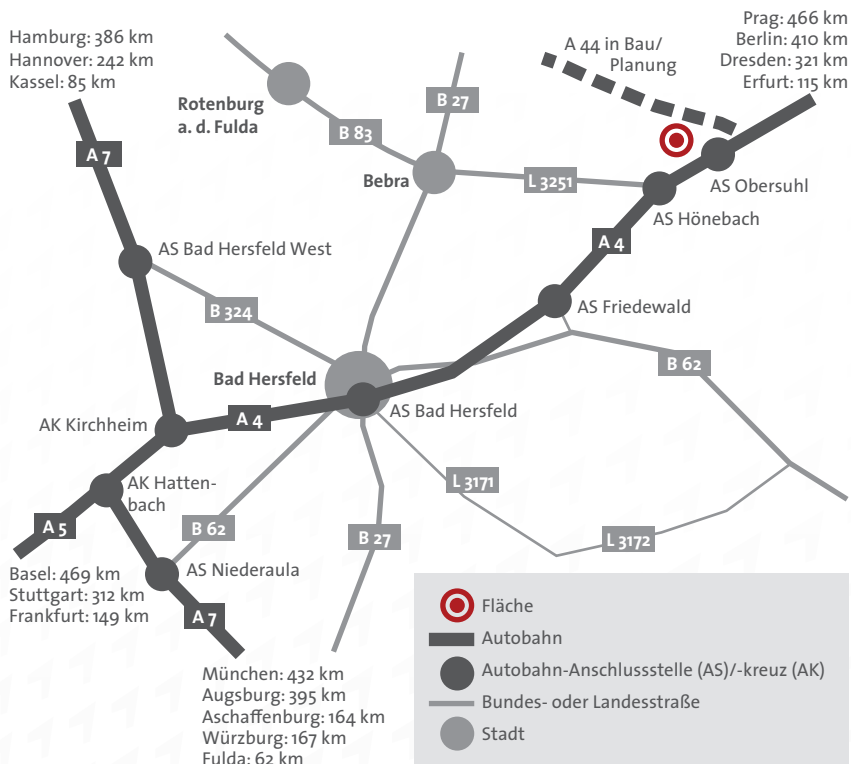 Hamburg: 386 km
Hannover: 242 km
Kassel: 85 km
Prag: 466 km
Berlin: 410 km
Dresden: 321 km
Erfurt: 115 km
A 44 in Bau/
Planung
Rotenburg
a. d. Fulda
B 27
B 83
A 7
Bebra
L 3251
AS Obersuhl
AS Hönebach
A 4
AS Bad Hersfeld West
B 324
AS Friedewald
B 62
Bad Hersfeld
AS Bad Hersfeld
A 4
AK Kirchheim
AK Hatten-
bach
L 3171
A 5
B 62
B 27
L 3172
AS Niederaula
A 7
Basel: 469 km
Stuttgart: 312 km
Frankfurt: 149 km
München: 432 km
Augsburg: 395 km
Aschaffenburg: 164 km
Würzburg: 167 km
Fulda: 62 km
Fläche
Autobahn
Autobahn-Anschlussstelle (AS)/-kreuz (AK)
Bundes- oder Landesstraße
Stadt